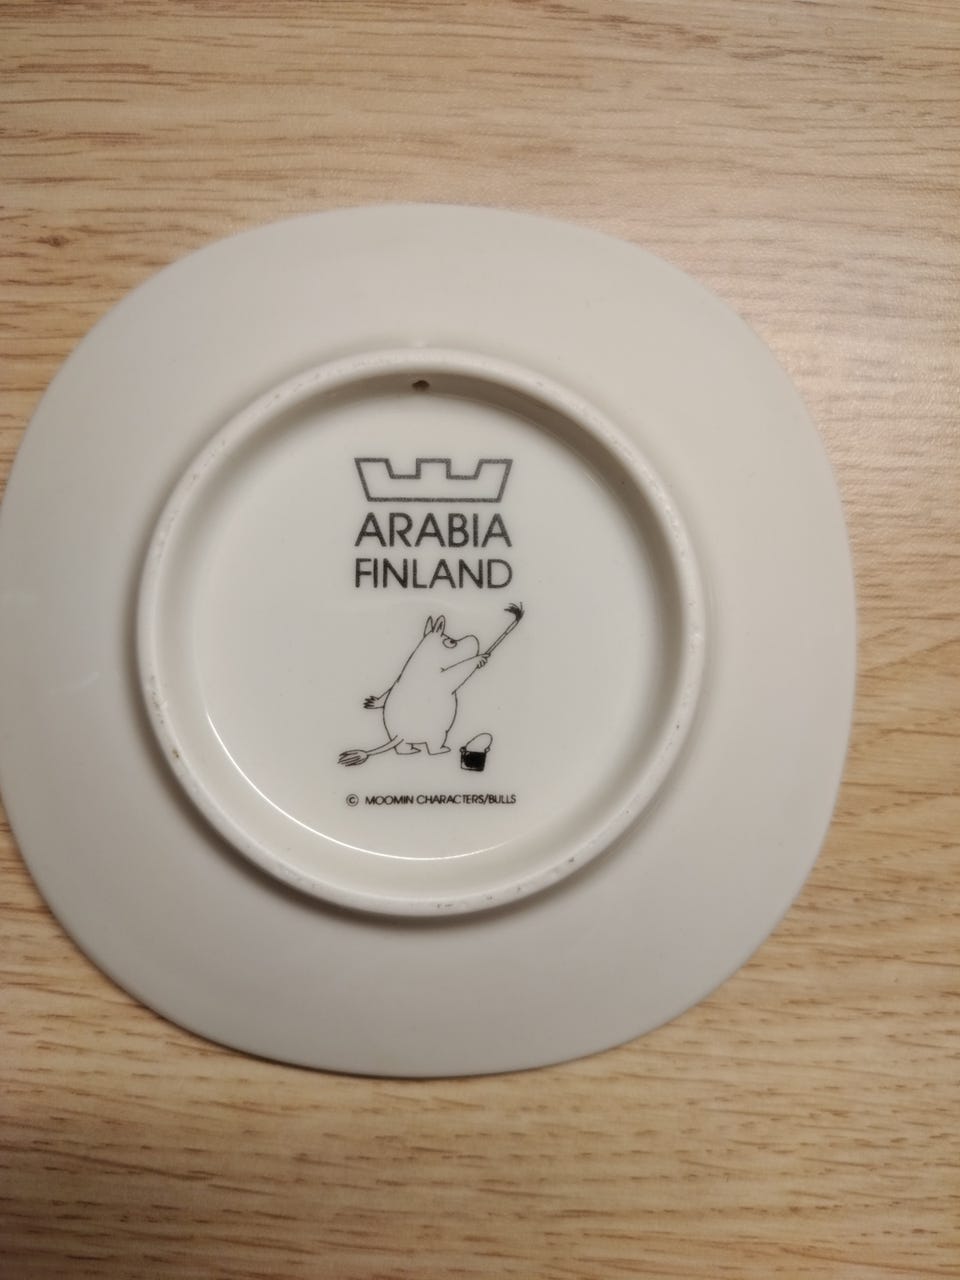 ARABIA
FINLAND
© MOOMIN CHARACTERS/BULLS